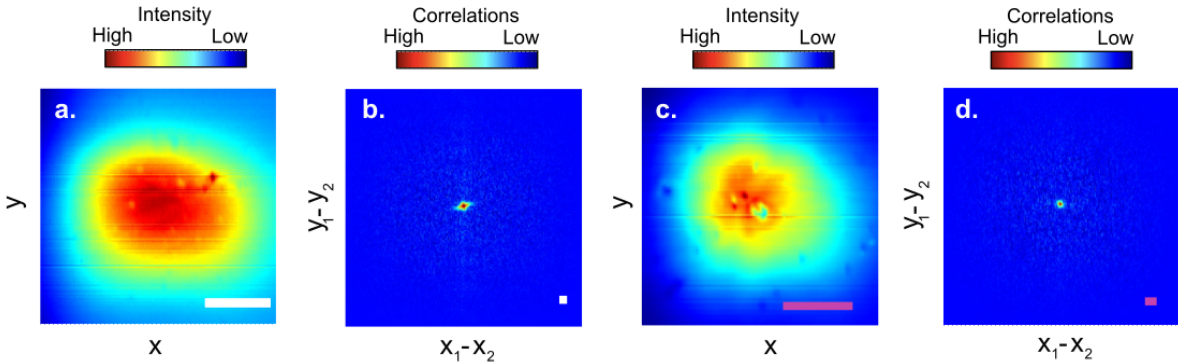 Intensity
High Low
a.
y
x
Correlations
High Low
b.
y₁- y₂
x₁-x₂
Intensity
High Low
c.
y
x
Correlations
High Low
d.
y₁- y₂
x₁-x₂